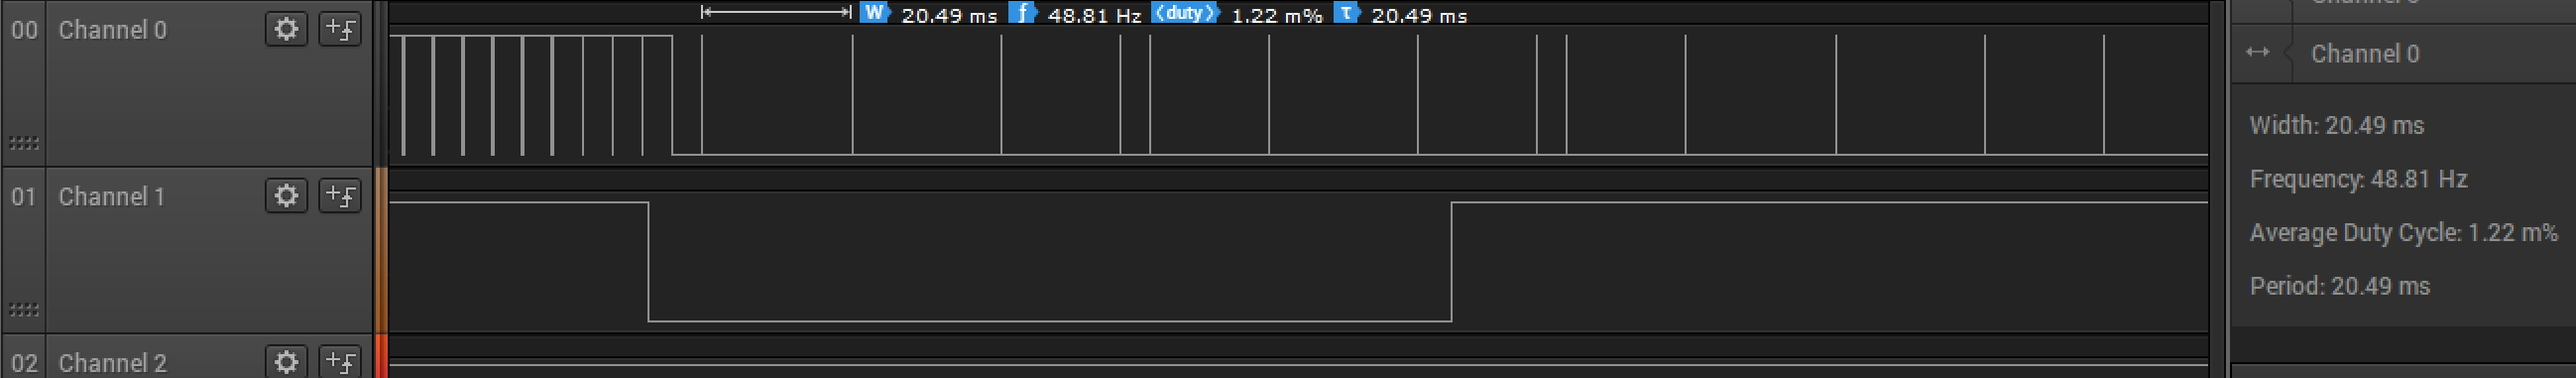 W 20.49 ms f 48.81 Hz ⟨duty⟩ 1.22 m% τ 20.49 ms
00 Channel 0
01 Channel 1
02 Channel 2
Channel 0
Width: 20.49 ms
Frequency: 48.81 Hz
Average Duty Cycle: 1.22 m%
Period: 20.49 ms